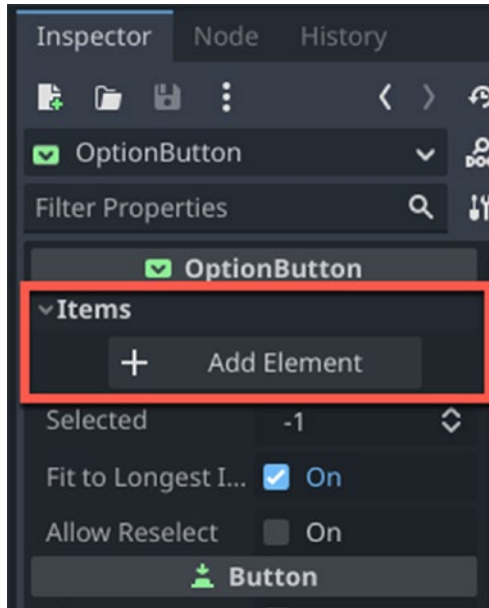 Inspector Node History
OptionButton
DOC
Filter Properties
OptionButton
Items
+ Add Element
Selected -1
Fit to Longest I... On
Allow Reselect On
Button